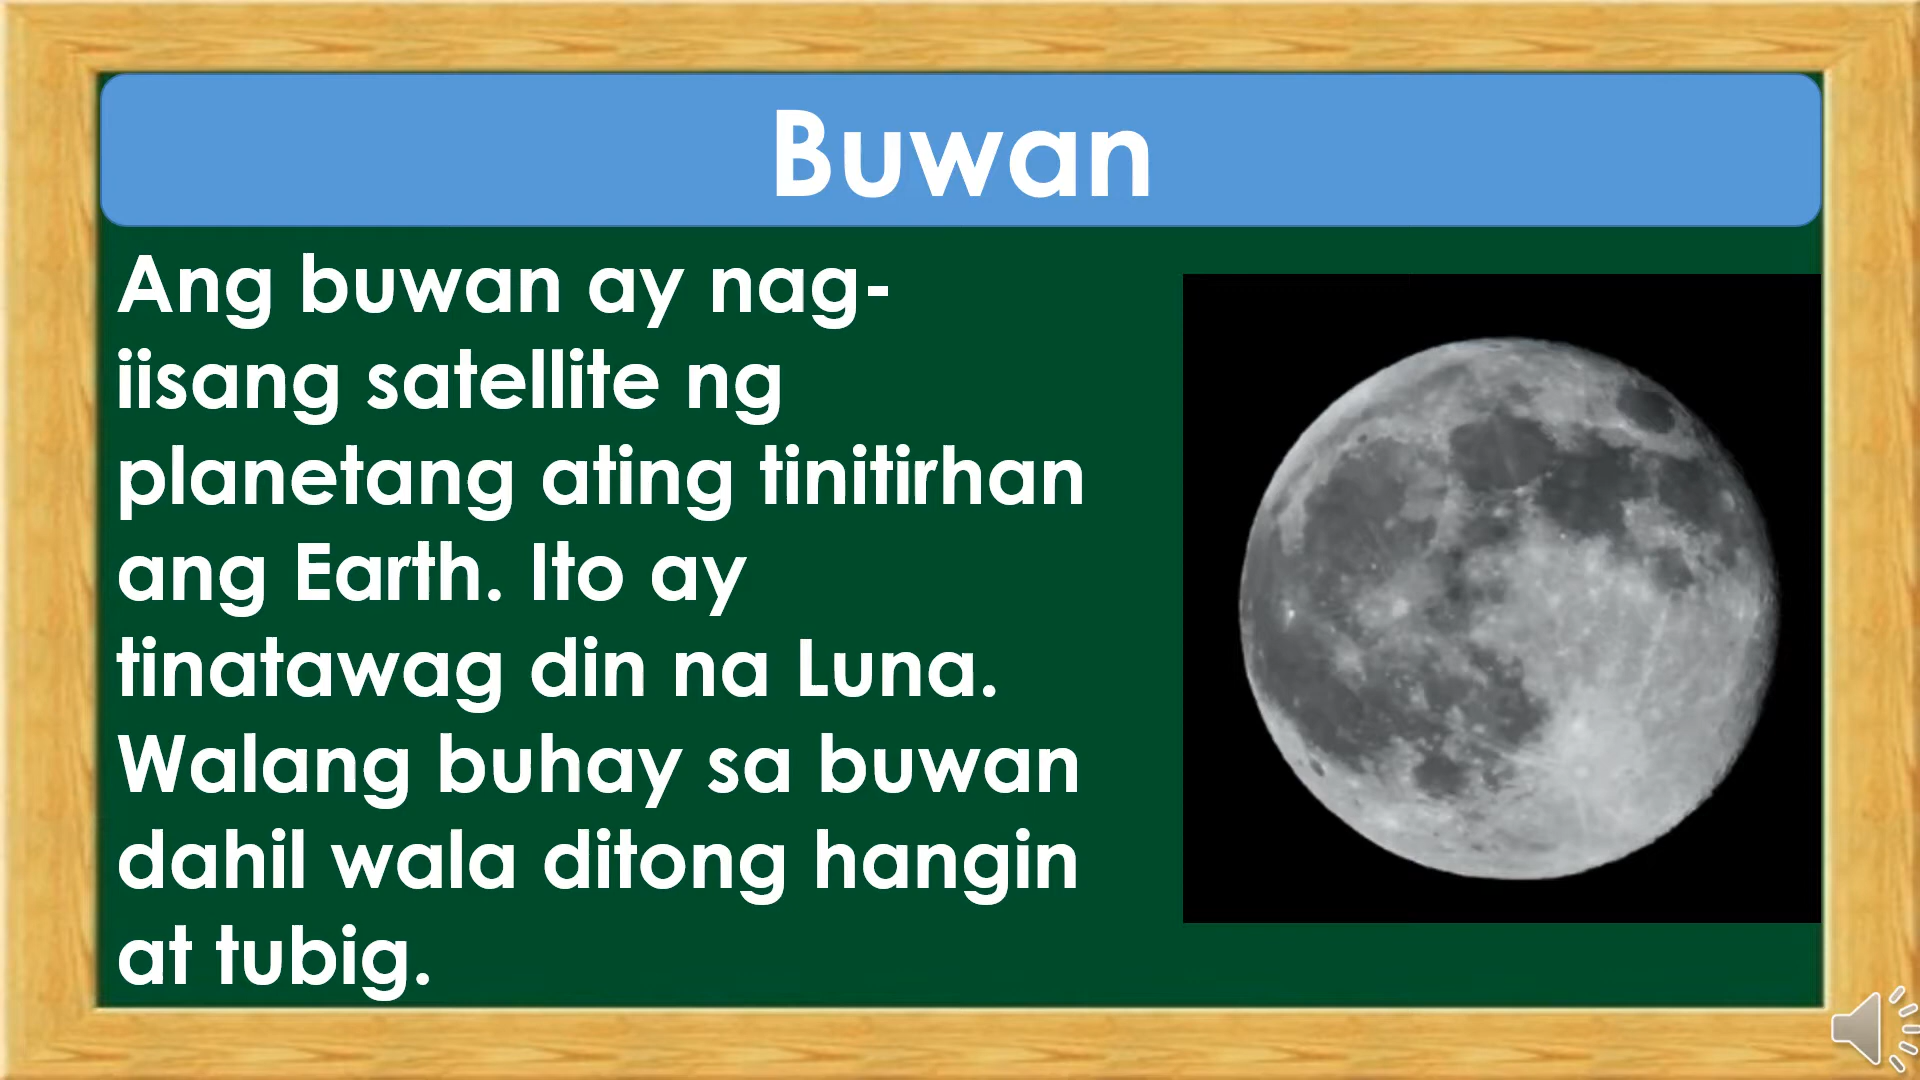 Buwan
Ang buwan ay nag-
iisang satellite ng
planetang ating tinitirhan
ang Earth. Ito ay
tinatawag din na Luna.
Walang buhay sa buwan
dahil wala ditong hangin
at tubig.